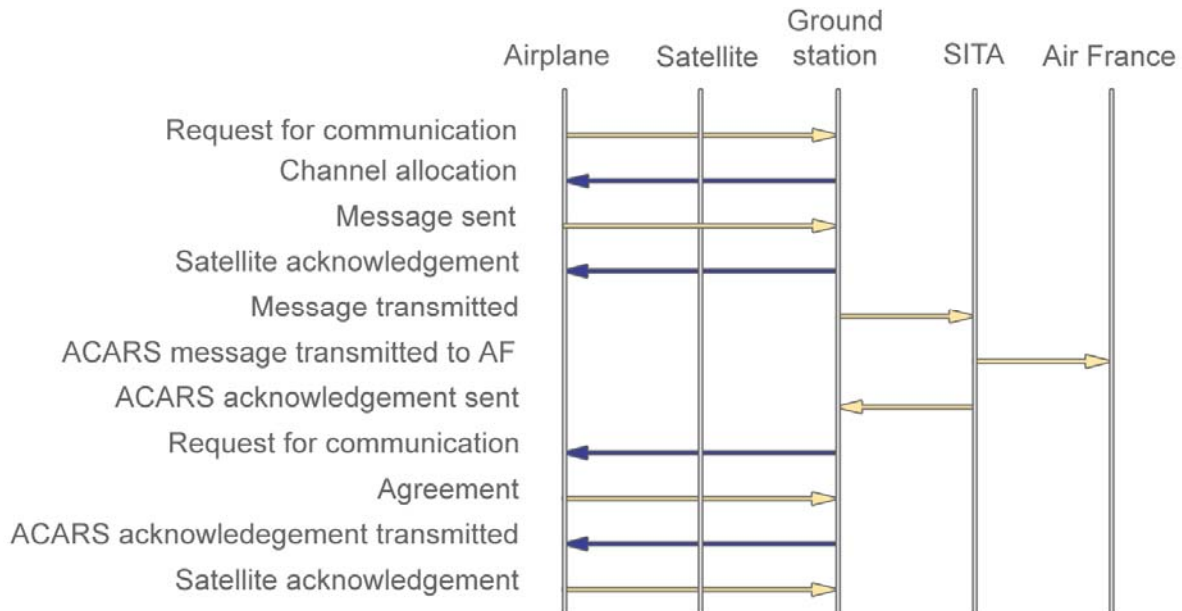 Ground
Airplane Satellite station SITA Air France
Request for communication
Channel allocation
Message sent
Satellite acknowledgement
Message transmitted
ACARS message transmitted to AF
ACARS acknowledgement sent
Request for communication
Agreement
ACARS acknowledegement transmitted
Satellite acknowledgement